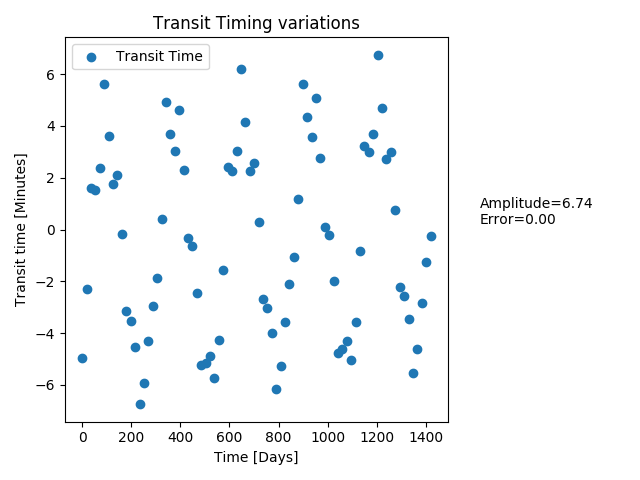 Transit Timing variations
Transit Time
6
4
2
0
−2
−4
−6
Transit time [Minutes]
0 200 400 600 800 1000 1200 1400
Time [Days]
Amplitude=6.74
Error=0.00